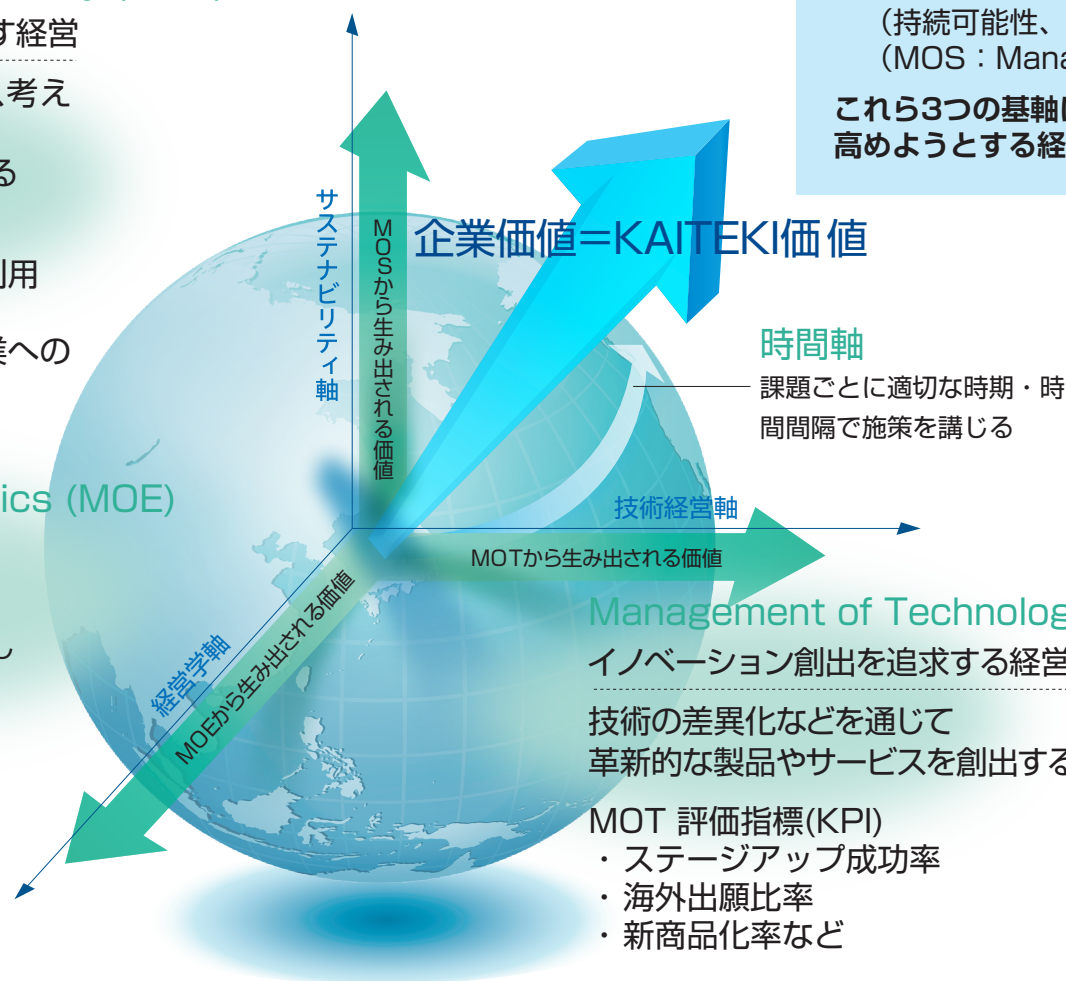 す経営
考え
る
用
業への
ics (MOE)
サステナビリティ軸
MOSから生み出される価値
企業価値=KAITEKI価値
(持続可能性、
(MOS：Mana
これら3つの基軸
高めようとする経
時間軸
課題ごとに適切な時期・時
間間隔で施策を講じる
技術経営軸
MOTから生み出される価値
経営学軸
MOEから生み出される価値
Management of Technolog
イノベーション創出を追求する経営
技術の差異化などを通じて
革新的な製品やサービスを創出する
MOT 評価指標(KPI)
・ステージアップ成功率
・海外出願比率
・新商品化率など